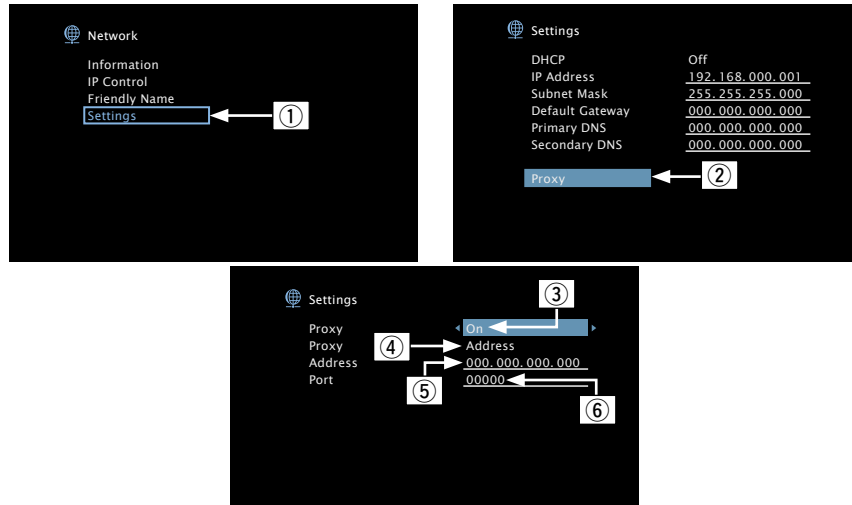 Network
Information
IP Control
Friendly Name
Settings
①
Settings
DHCP Off
IP Address 192.168.000.001
Subnet Mask 255.255.255.000
Default Gateway 000.000.000.000
Primary DNS 000.000.000.000
Secondary DNS 000.000.000.000
Proxy
②
Settings
③
Proxy On
④
Proxy Address
Address 000.000.000.000
⑤
Port 00000
⑥